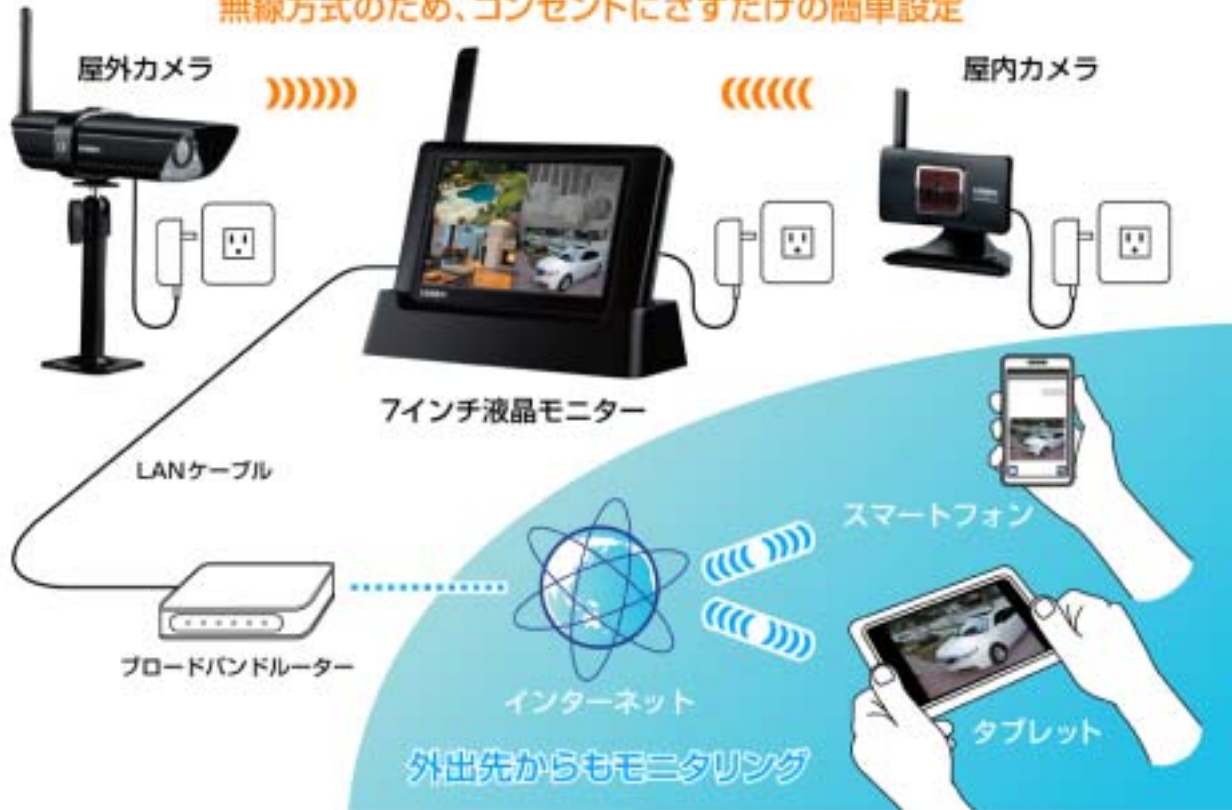 無線方式のため、コンセントにさすだけの簡単設定
屋外カメラ
屋内カメラ
7インチ液晶モニター
LANケーブル
スマートフォン
ブロードバンドルーター
インターネット
タブレット
外出先からもモニタリング